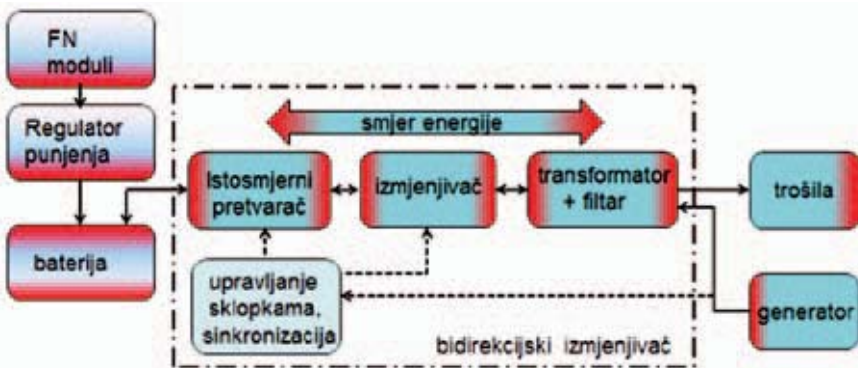 FN
moduli
Regulator
punjenja
baterija
smjer energije
Istosmjerni
pretvarač
izmjenjivač
transformator
+ filtar
trošila
upravljanje
sklopkama,
sinkronizacija
generator
bidirekcijski izmjenjivač